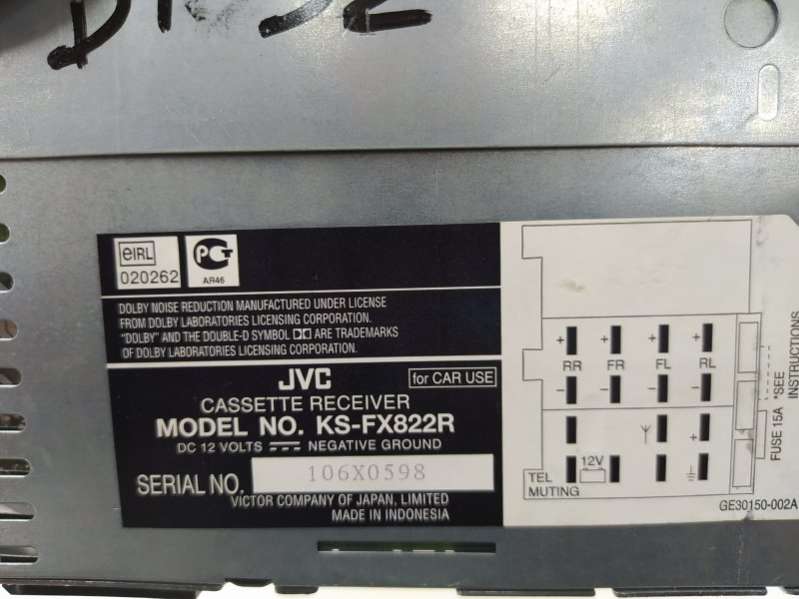 eIRL
020262
PCT
AR46
DOLBY NOISE REDUCTION MANUFACTURED UNDER LICENSE
FROM DOLBY LABORATORIES LICENSING CORPORATION.
"DOLBY" AND THE DOUBLE-D SYMBOL ARE TRADEMARKS
OF DOLBY LABORATORIES LICENSING CORPORATION.
JVC
for CAR USE
CASSETTE RECEIVER
MODEL NO. KS-FX822R
DC 12 VOLTS NEGATIVE GROUND
SERIAL NO. 106X0598
VICTOR COMPANY OF JAPAN, LIMITED
MADE IN INDONESIA
+ + + +
RR FR FL RL
- - - -
+
12V
TEL
MUTING
FUSE 15A
*SEE
INSTRUCTIONS
GE30150-002A